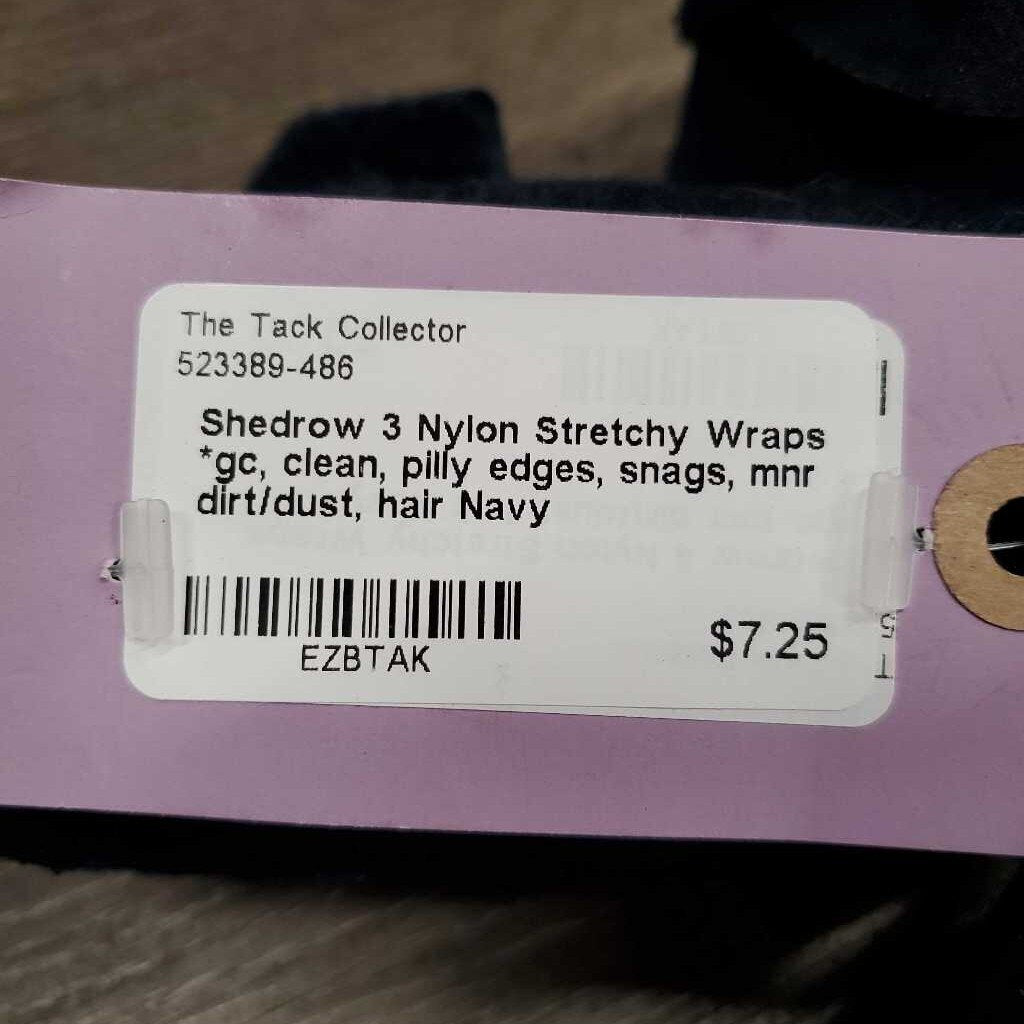 The Tack Collector
523389-486
Shedrow 3 Nylon Stretchy Wraps
*gc, clean, pilly edges, snags, mnr
dirt/dust, hair Navy
EZBTAK
$7.25